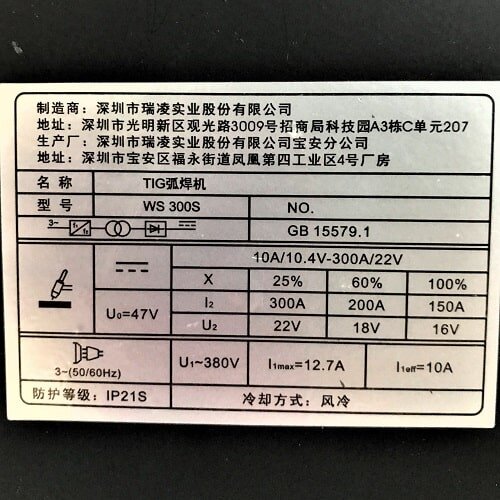 制造商：深圳市瑞凌实业股份有限公司
地址：深圳市光明新区观光路3009号招商局科技园A3栋C单元207
生产厂：深圳市瑞凌实业股份有限公司宝安分公司
地址：深圳市宝安区福永街道凤凰第四工业区4号厂房
名 称 TIG弧焊机
型 号 WS 300S NO.
3~ GB 15579.1
10A/10.4V-300A/22V
X 25% 60% 100%
I2 300A 200A 150A
U0=47V
U2 22V 18V 16V
3~(50/60Hz) U1~380V I1max=12.7A I1eff=10A
防护等级：IP21S 冷却方式：风冷